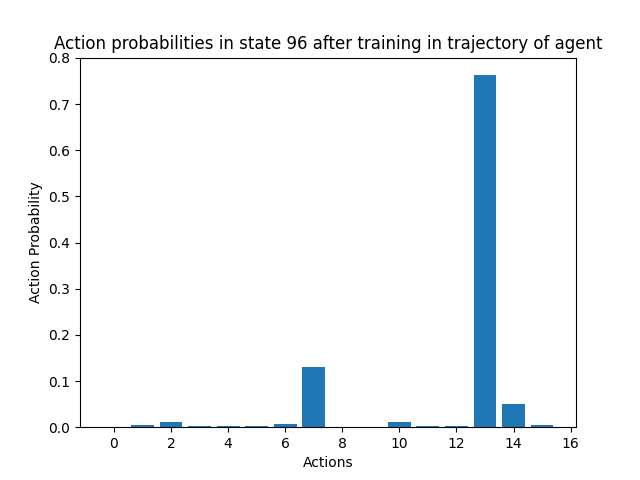 Action probabilities in state 96 after training in trajectory of agent
0.8
0.7
0.6
0.5
0.4
0.3
0.2
0.1
0.0
Action Probability
0 2 4 6 8 10 12 14 16
Actions